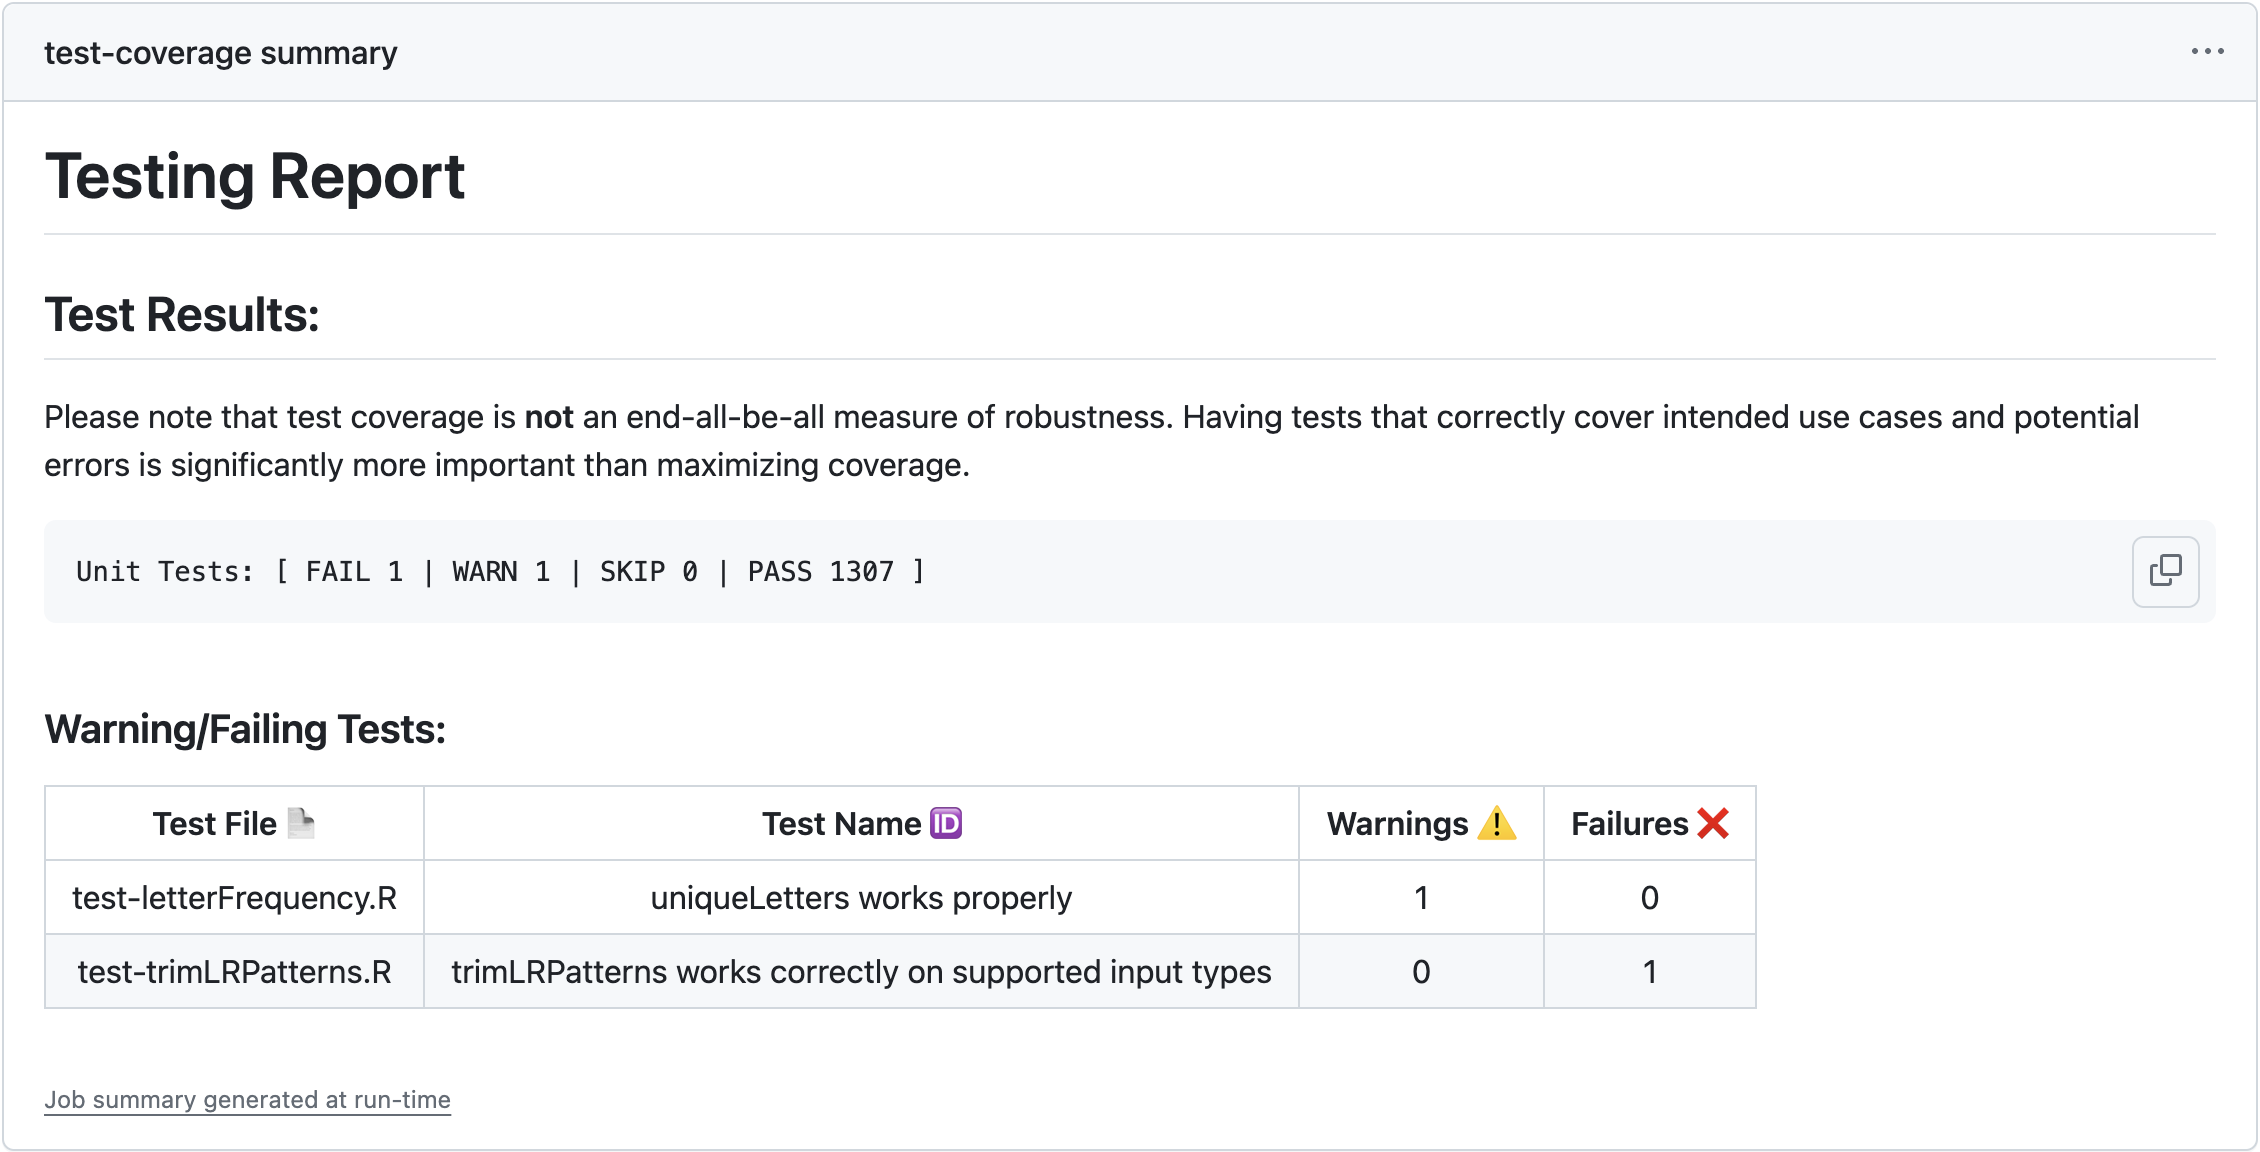 test-coverage summary
Testing Report
Test Results:
Please note that test coverage is not an end-all-be-all measure of robustness. Having tests that correctly cover intended use cases and potential
errors is significantly more important than maximizing coverage.
Unit Tests: [ FAIL 1 | WARN 1 | SKIP 0 | PASS 1307 ]
Warning/Failing Tests:
Test File 📄 Test Name 🆔 Warnings ⚠️ Failures ❌
test-letterFrequency.R uniqueLetters works properly 1 0
test-trimLRPatterns.R trimLRPatterns works correctly on supported input types 0 1
Job summary generated at run-time